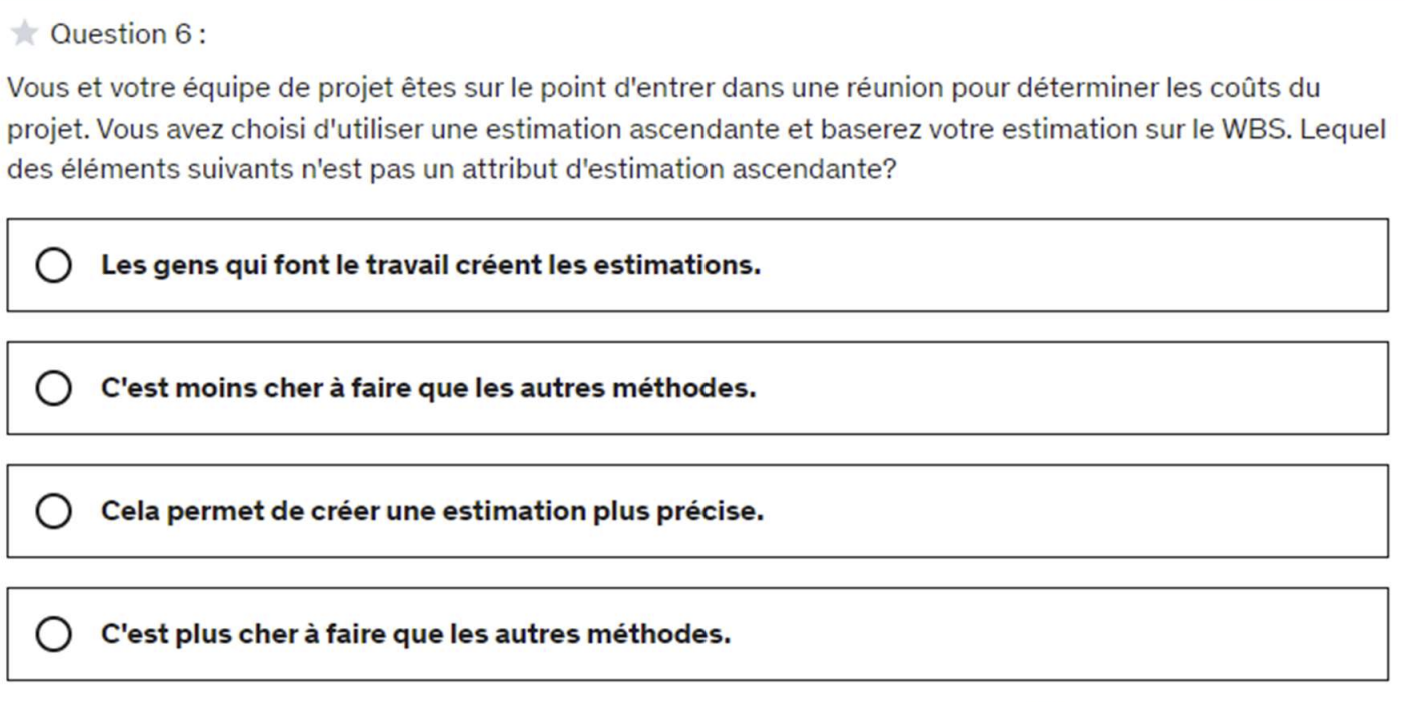 Question 6 :
Vous et votre équipe de projet êtes sur le point d'entrer dans une réunion pour déterminer les coûts du
projet. Vous avez choisi d'utiliser une estimation ascendante et baserez votre estimation sur le WBS. Lequel
des éléments suivants n'est pas un attribut d'estimation ascendante?
Les gens qui font le travail créent les estimations.
C'est moins cher à faire que les autres méthodes.
Cela permet de créer une estimation plus précise.
C'est plus cher à faire que les autres méthodes.